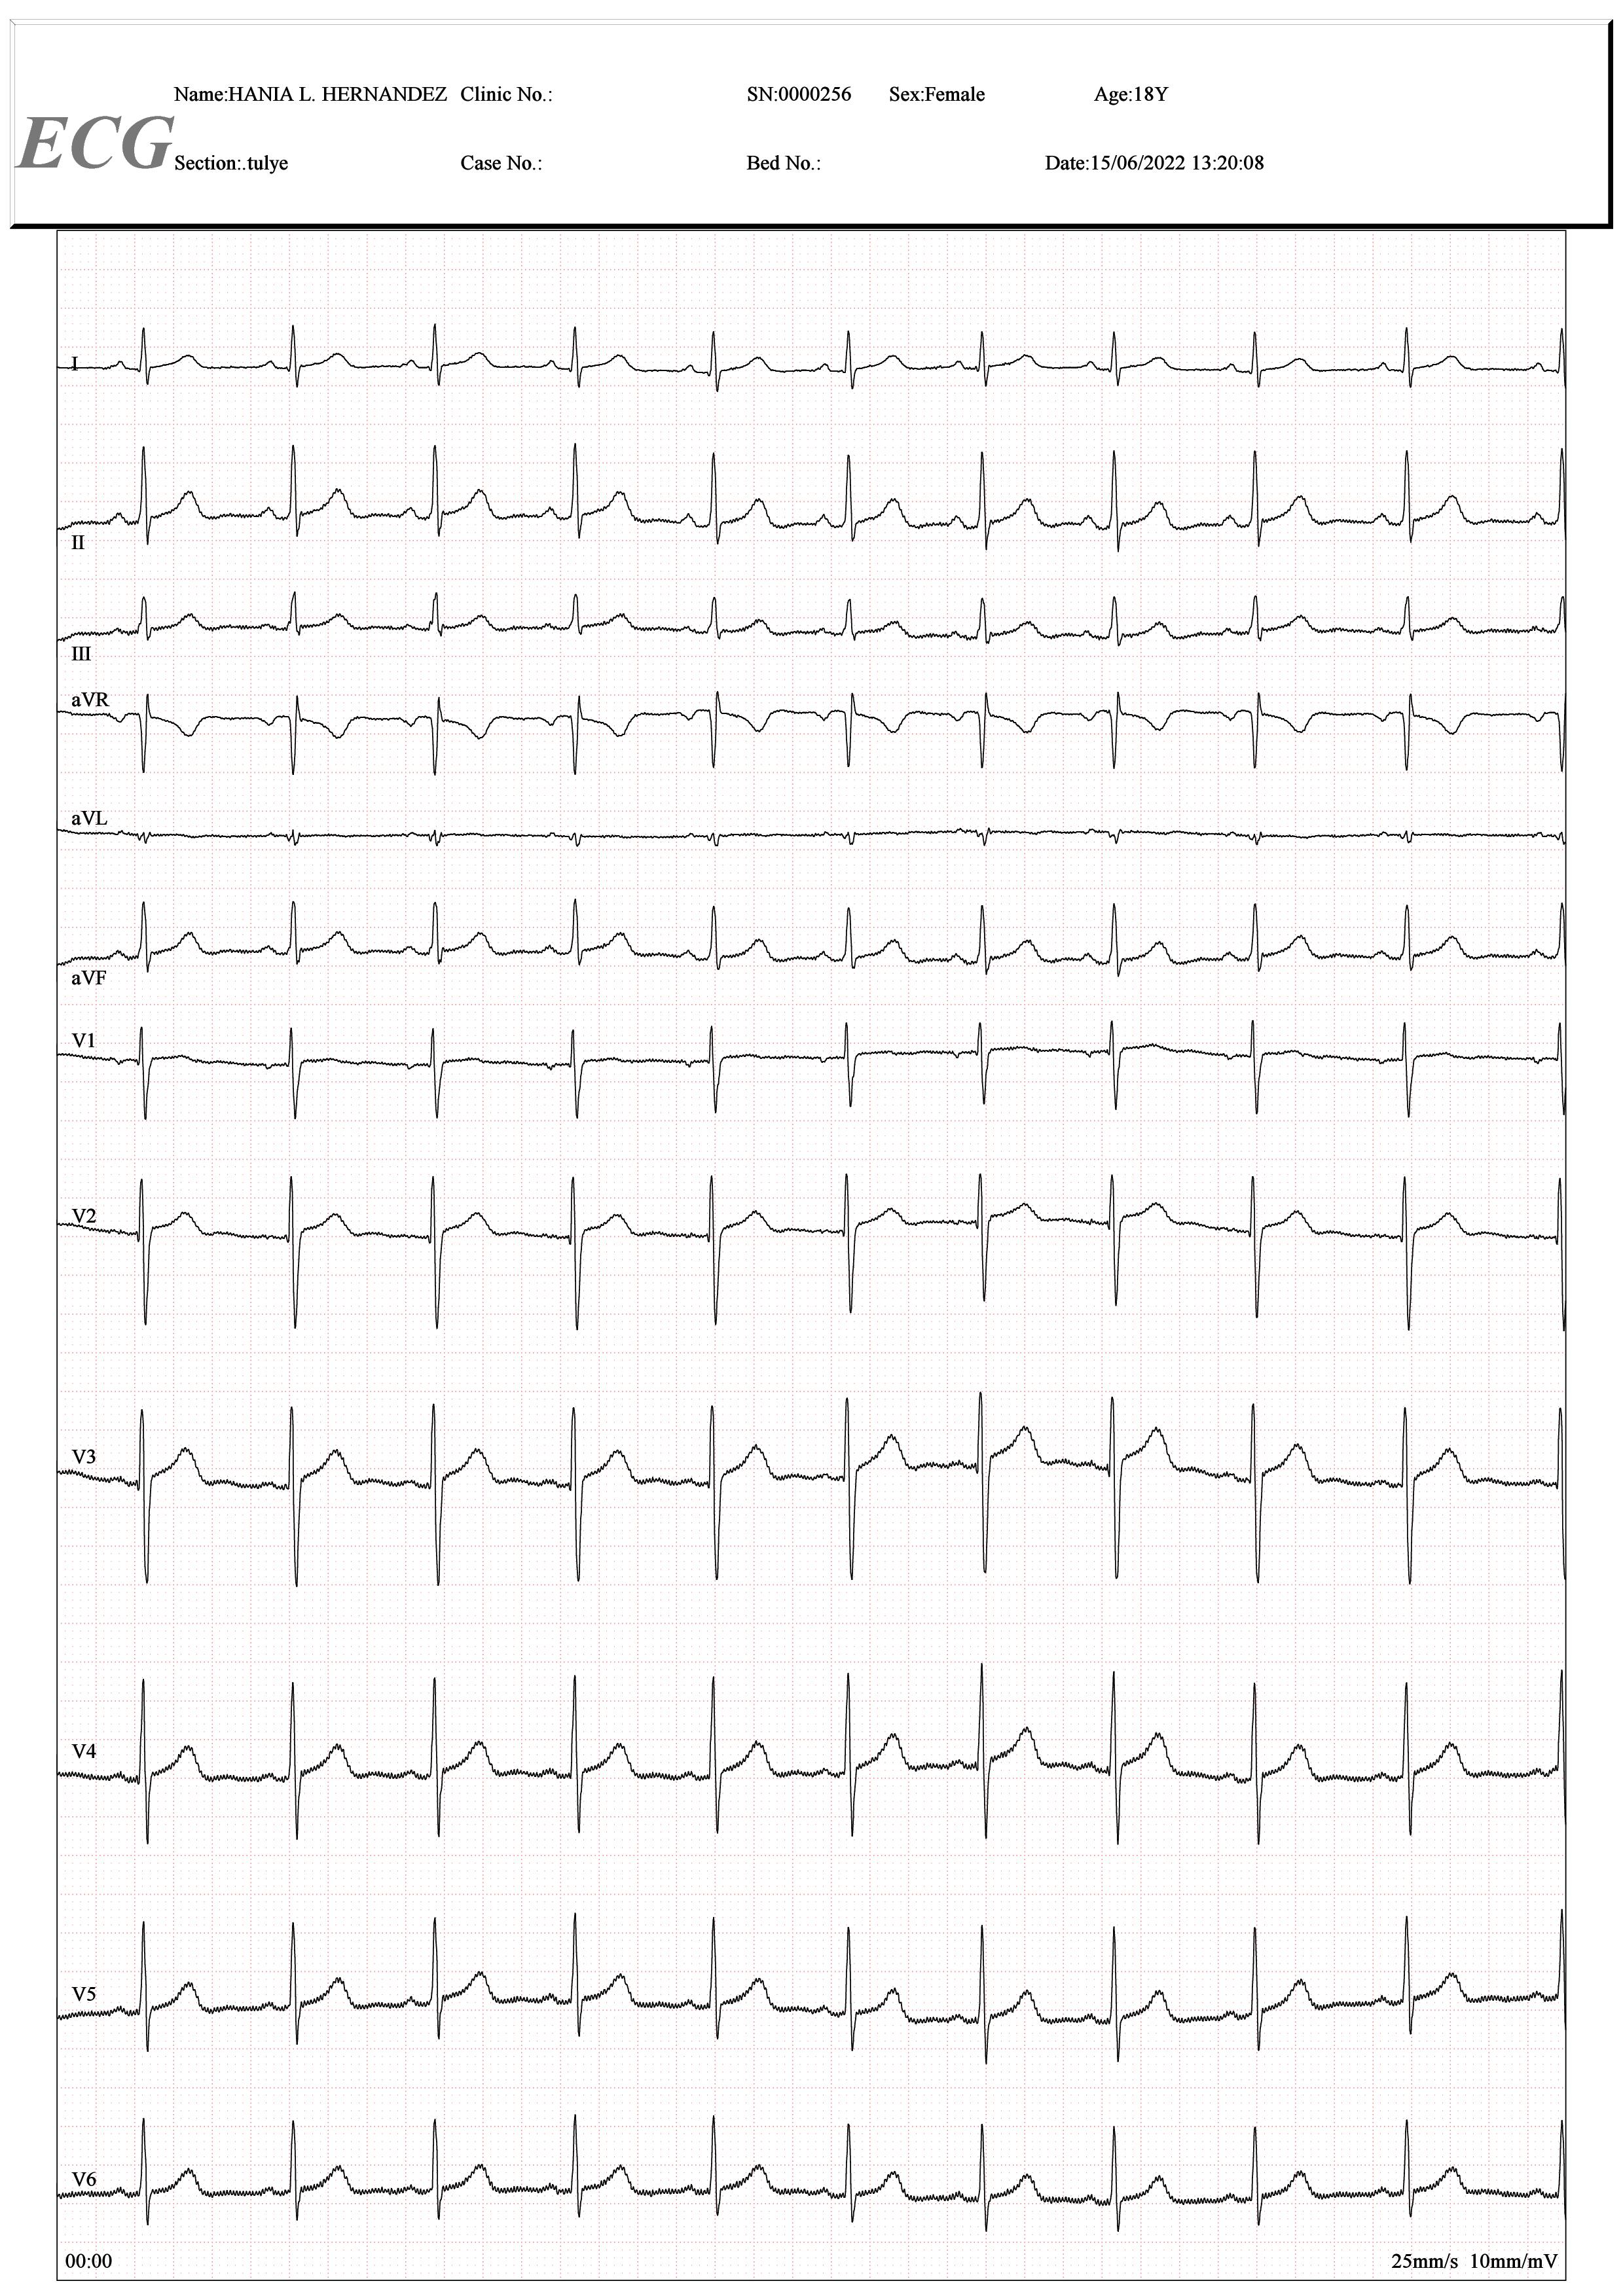 Name:HANIA L. HERNANDEZ Clinic No.: SN:0000256 Sex:Female Age:18Y
ECG
Section:.tulye Case No.: Bed No.: Date:15/06/2022 13:20:08
I
II
III
aVR
aVL
aVF
V1
V2
V3
V4
V5
V6
00:00 25mm/s 10mm/mV